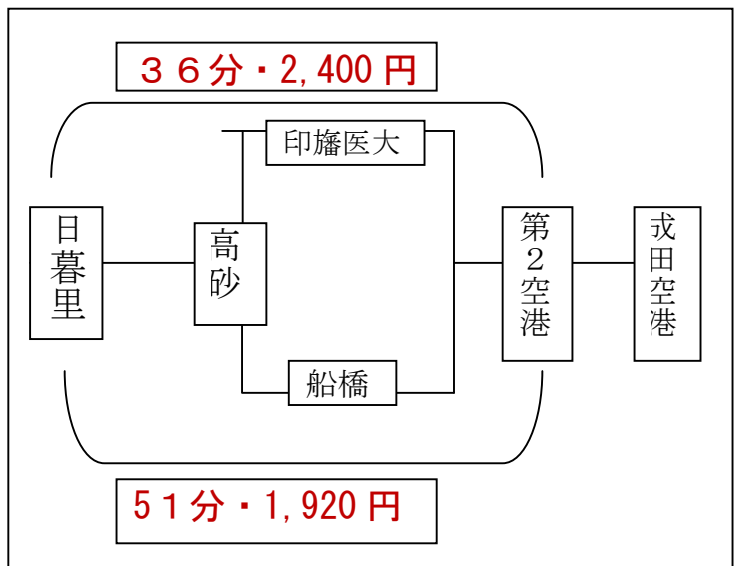 ３６分・2,400円
印旛医大
日暮里
高砂
第２空港
成田空港
船橋
5１分・1,920円